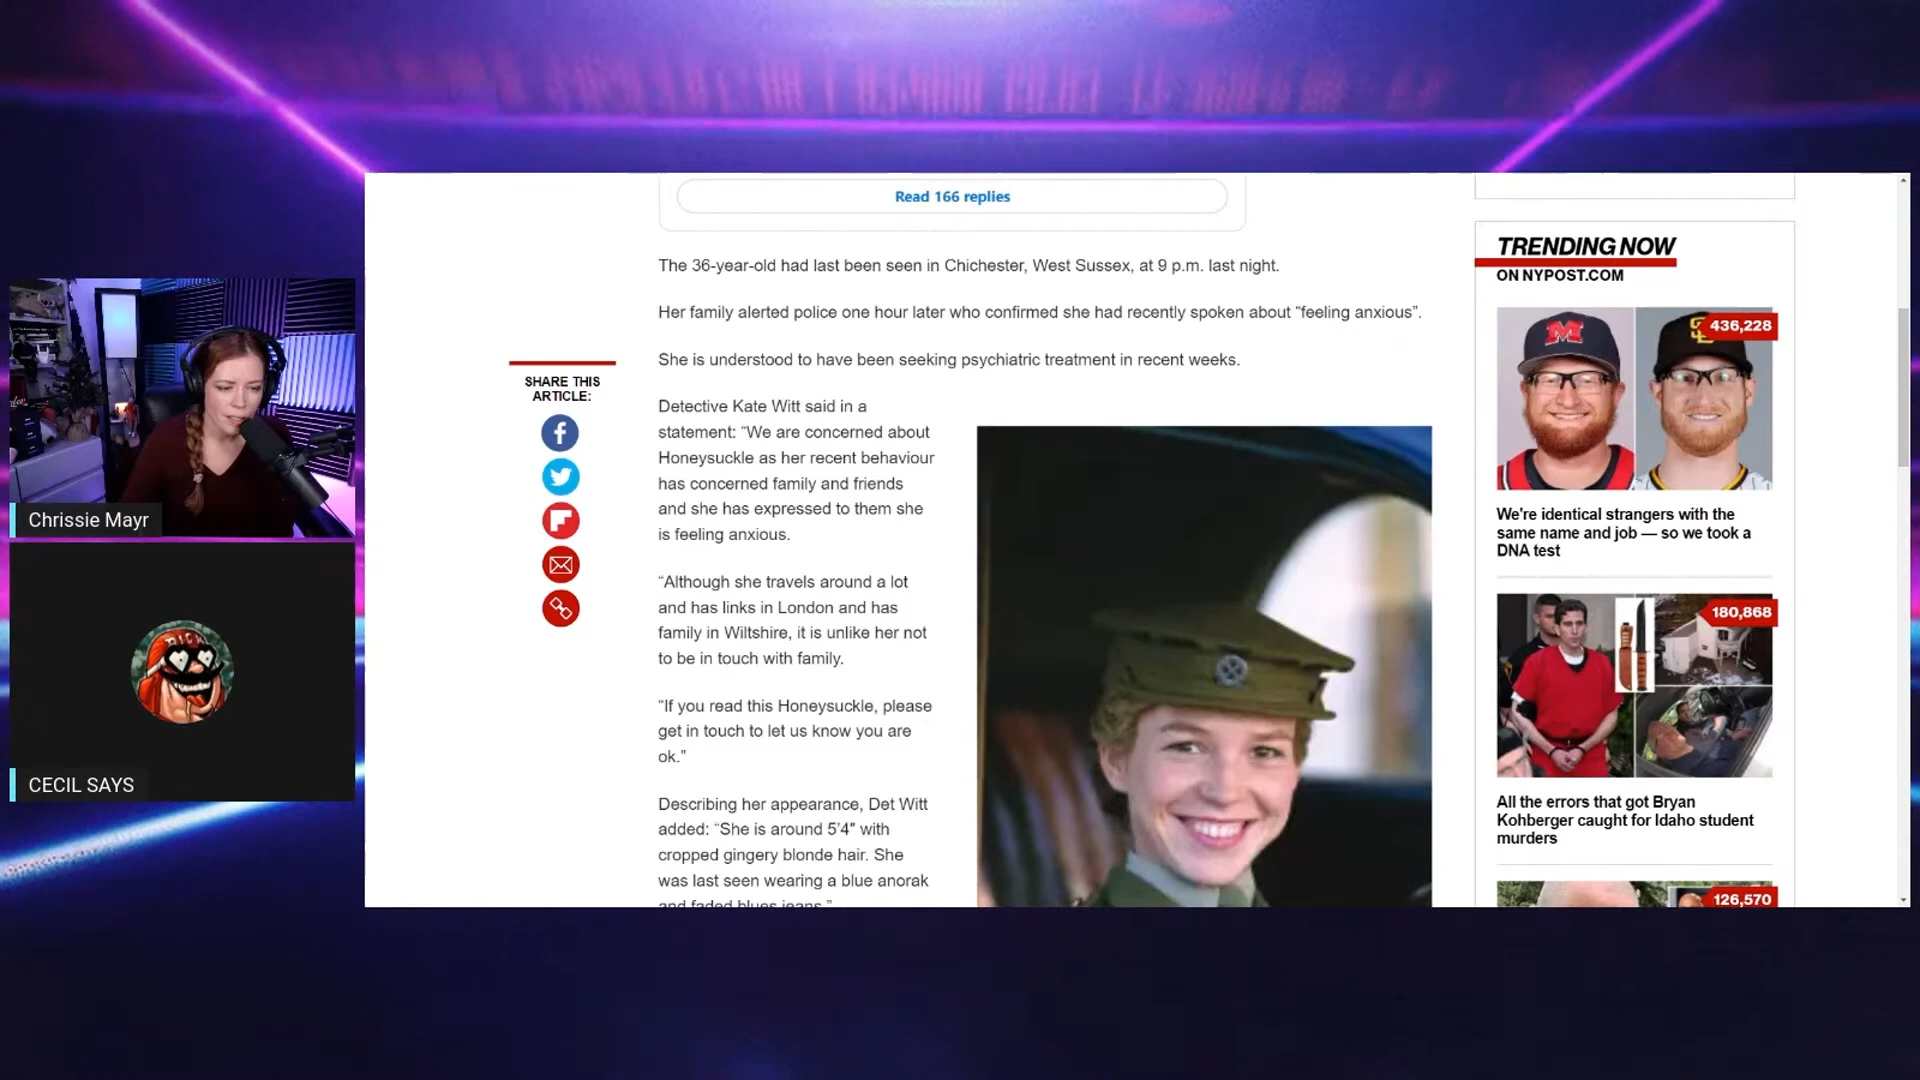 Read 166 replies
The 36-year-old had last been seen in Chichester, West Sussex, at 9 p.m. last night.
Her family alerted police one hour later who confirmed she had recently spoken about “feeling anxious”.
She is understood to have been seeking psychiatric treatment in recent weeks.
SHARE THIS
ARTICLE:
Detective Kate Witt said in a
statement: “We are concerned about
Honeysuckle as her recent behaviour
has concerned family and friends
and she has expressed to them she
is feeling anxious.
“Although she travels around a lot
and has links in London and has
family in Wiltshire, it is unlike her not
to be in touch with family.
“If you read this Honeysuckle, please
get in touch to let us know you are
ok.”
Describing her appearance, Det Witt
added: “She is around 5’4″ with
cropped gingery blonde hair. She
was last seen wearing a blue anorak
and faded blues jeans.”
TRENDING NOW
ON NYPOST.COM
436,228
We're identical strangers with the
same name and job — so we took a
DNA test
180,868
All the errors that got Bryan
Kohberger caught for Idaho student
murders
126,570
Chrissie Mayr
CECIL SAYS